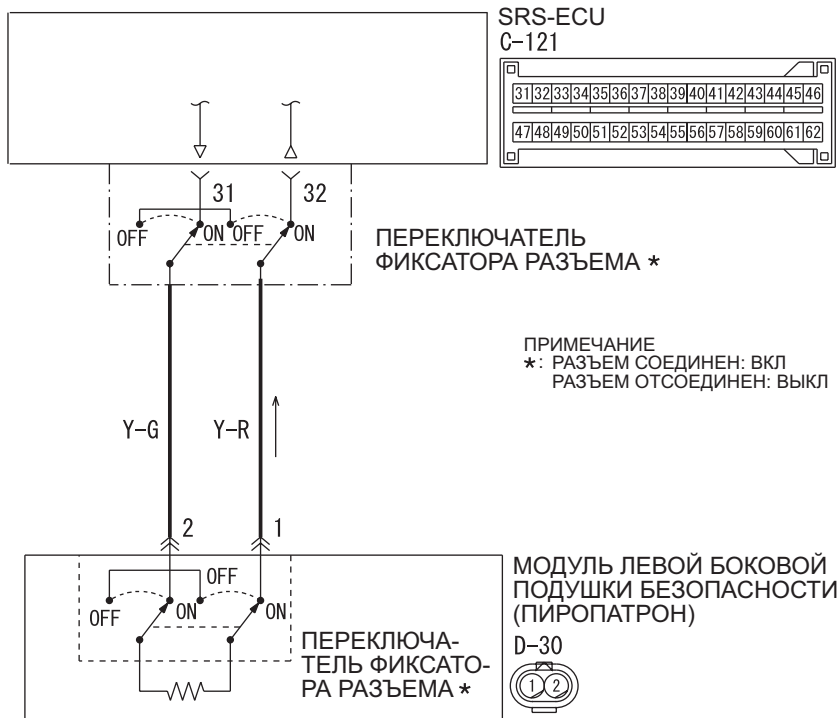 SRS-ECU
C-121
31 32 33 34 35 36 37 38 39 40 41 42 43 44 45 46
47 48 49 50 51 52 53 54 55 56 57 58 59 60 61 62
31 32
OFF ON OFF ON
ПЕРЕКЛЮЧАТЕЛЬ
ФИКСАТОРА РАЗЪЕМА *
ПРИМЕЧАНИЕ
*: РАЗЪЕМ СОЕДИНЕН: ВКЛ
РАЗЪЕМ ОТСОЕДИНЕН: ВЫКЛ
Y-G Y-R
2 1
OFF
OFF ON ON
ПЕРЕКЛЮЧА-
ТЕЛЬ ФИКСАТО-
РА РАЗЪЕМА *
МОДУЛЬ ЛЕВОЙ БОКОВОЙ
ПОДУШКИ БЕЗОПАСНОСТИ
(ПИРОПАТРОН)
D-30
1 2